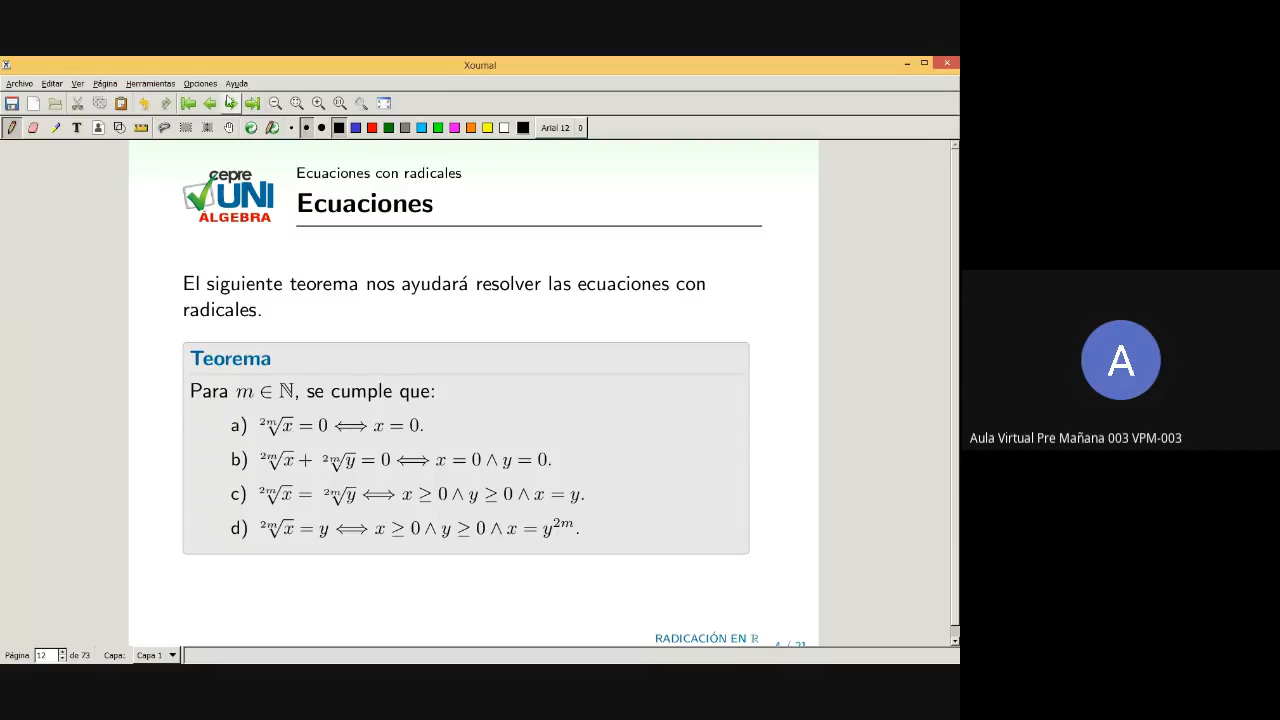 Xournal
Archivo Editar Ver Página Herramientas Opciones Ayuda
Arial 12 0
cepre
UNI
ÁLGEBRA
Ecuaciones con radicales
Ecuaciones
El siguiente teorema nos ayudará resolver las ecuaciones con
radicales.
Teorema
Para m ∈ ℕ, se cumple que:
a) ²ᵐ√x = 0 ⟺ x = 0.
b) ²ᵐ√x + ²ᵐ√y = 0 ⟺ x = 0 ∧ y = 0.
c) ²ᵐ√x = ²ᵐ√y ⟺ x ≥ 0 ∧ y ≥ 0 ∧ x = y.
d) ²ᵐ√x = y ⟺ x ≥ 0 ∧ y ≥ 0 ∧ x = y²ᵐ.
RADICACIÓN EN ℝ 4 / 21
Página 12 de 73 Capa: Capa 1
A
Aula Virtual Pre Mañana 003 VPM-003